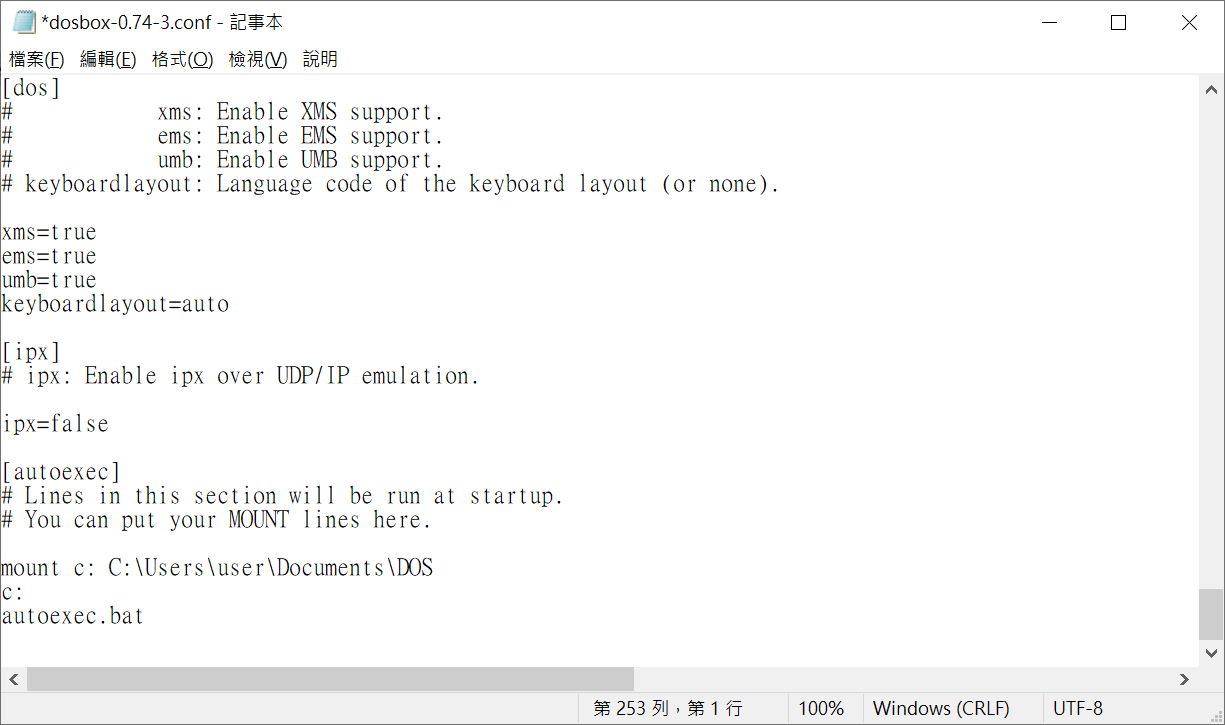 *dosbox-0.74-3.conf - 記事本
檔案(F) 編輯(E) 格式(O) 檢視(V) 說明
[dos]
#            xms: Enable XMS support.
#            ems: Enable EMS support.
#            umb: Enable UMB support.
# keyboardlayout: Language code of the keyboard layout (or none).
xms=true
ems=true
umb=true
keyboardlayout=auto
[ipx]
# ipx: Enable ipx over UDP/IP emulation.
ipx=false
[autoexec]
# Lines in this section will be run at startup.
# You can put your MOUNT lines here.
mount c: C:\Users\user\Documents\DOS
c:
autoexec.bat
第 253 列，第 1 行 100% Windows (CRLF) UTF-8